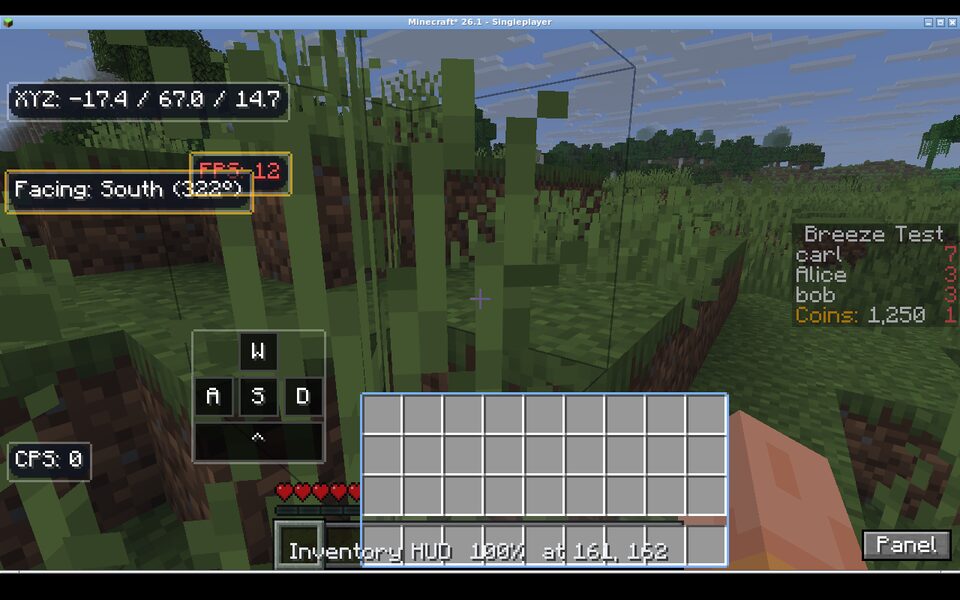 Minecraft* 26.1 - Singleplayer
XYZ: -17.4 / 67.0 / 14.7
FPS: 12
Facing: South (322°)
Breeze Test
carl 7
Alice 3
bob 3
Coins: 1,250 1
W
A S D
^
CPS: 0
Inventory HUD 100% at 161, 162
Panel